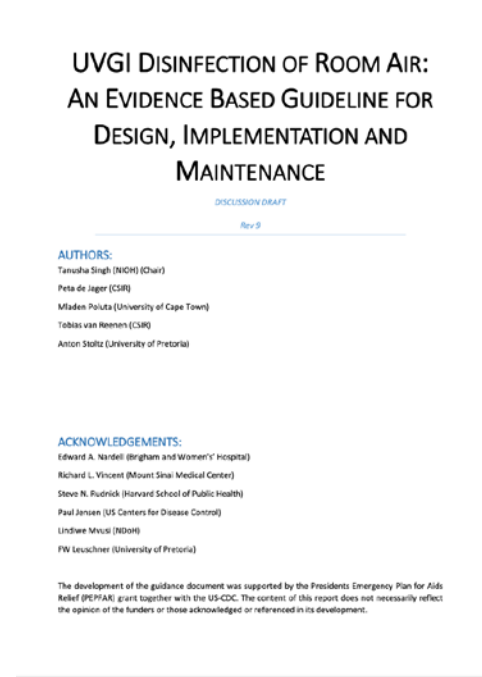 UVGI DISINFECTION OF ROOM AIR:
AN EVIDENCE BASED GUIDELINE FOR
DESIGN, IMPLEMENTATION AND
MAINTENANCE
DISCUSSION DRAFT
Rev 9
AUTHORS:
Tanusha Singh (NIOH) (Chair)
Peta de Jager (CSIR)
Mladen Poluta (University of Cape Town)
Tobias van Reenen (CSIR)
Anton Stoltz (University of Pretoria)
ACKNOWLEDGEMENTS:
Edward A. Nardell (Brigham and Women's' Hospital)
Richard L. Vincent (Mount Sinai Medical Center)
Steve N. Rudnick (Harvard School of Public Health)
Paul Jensen (US Centers for Disease Control)
Lindiwe Mvusi (NDoH)
FW Leuschner (University of Pretoria)
The development of the guidance document was supported by the Presidents Emergency Plan for Aids
Relief (PEPFAR) grant together with the US-CDC. The content of this report does not necessarily reflect
the opinion of the funders or those acknowledged or referenced in its development.